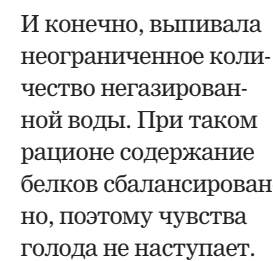 И конечно, выпивала
неограниченное коли-
чество негазирован-
ной воды. При таком
рационе содержание
белков сбалансирован
но, поэтому чувства
голода не наступает.